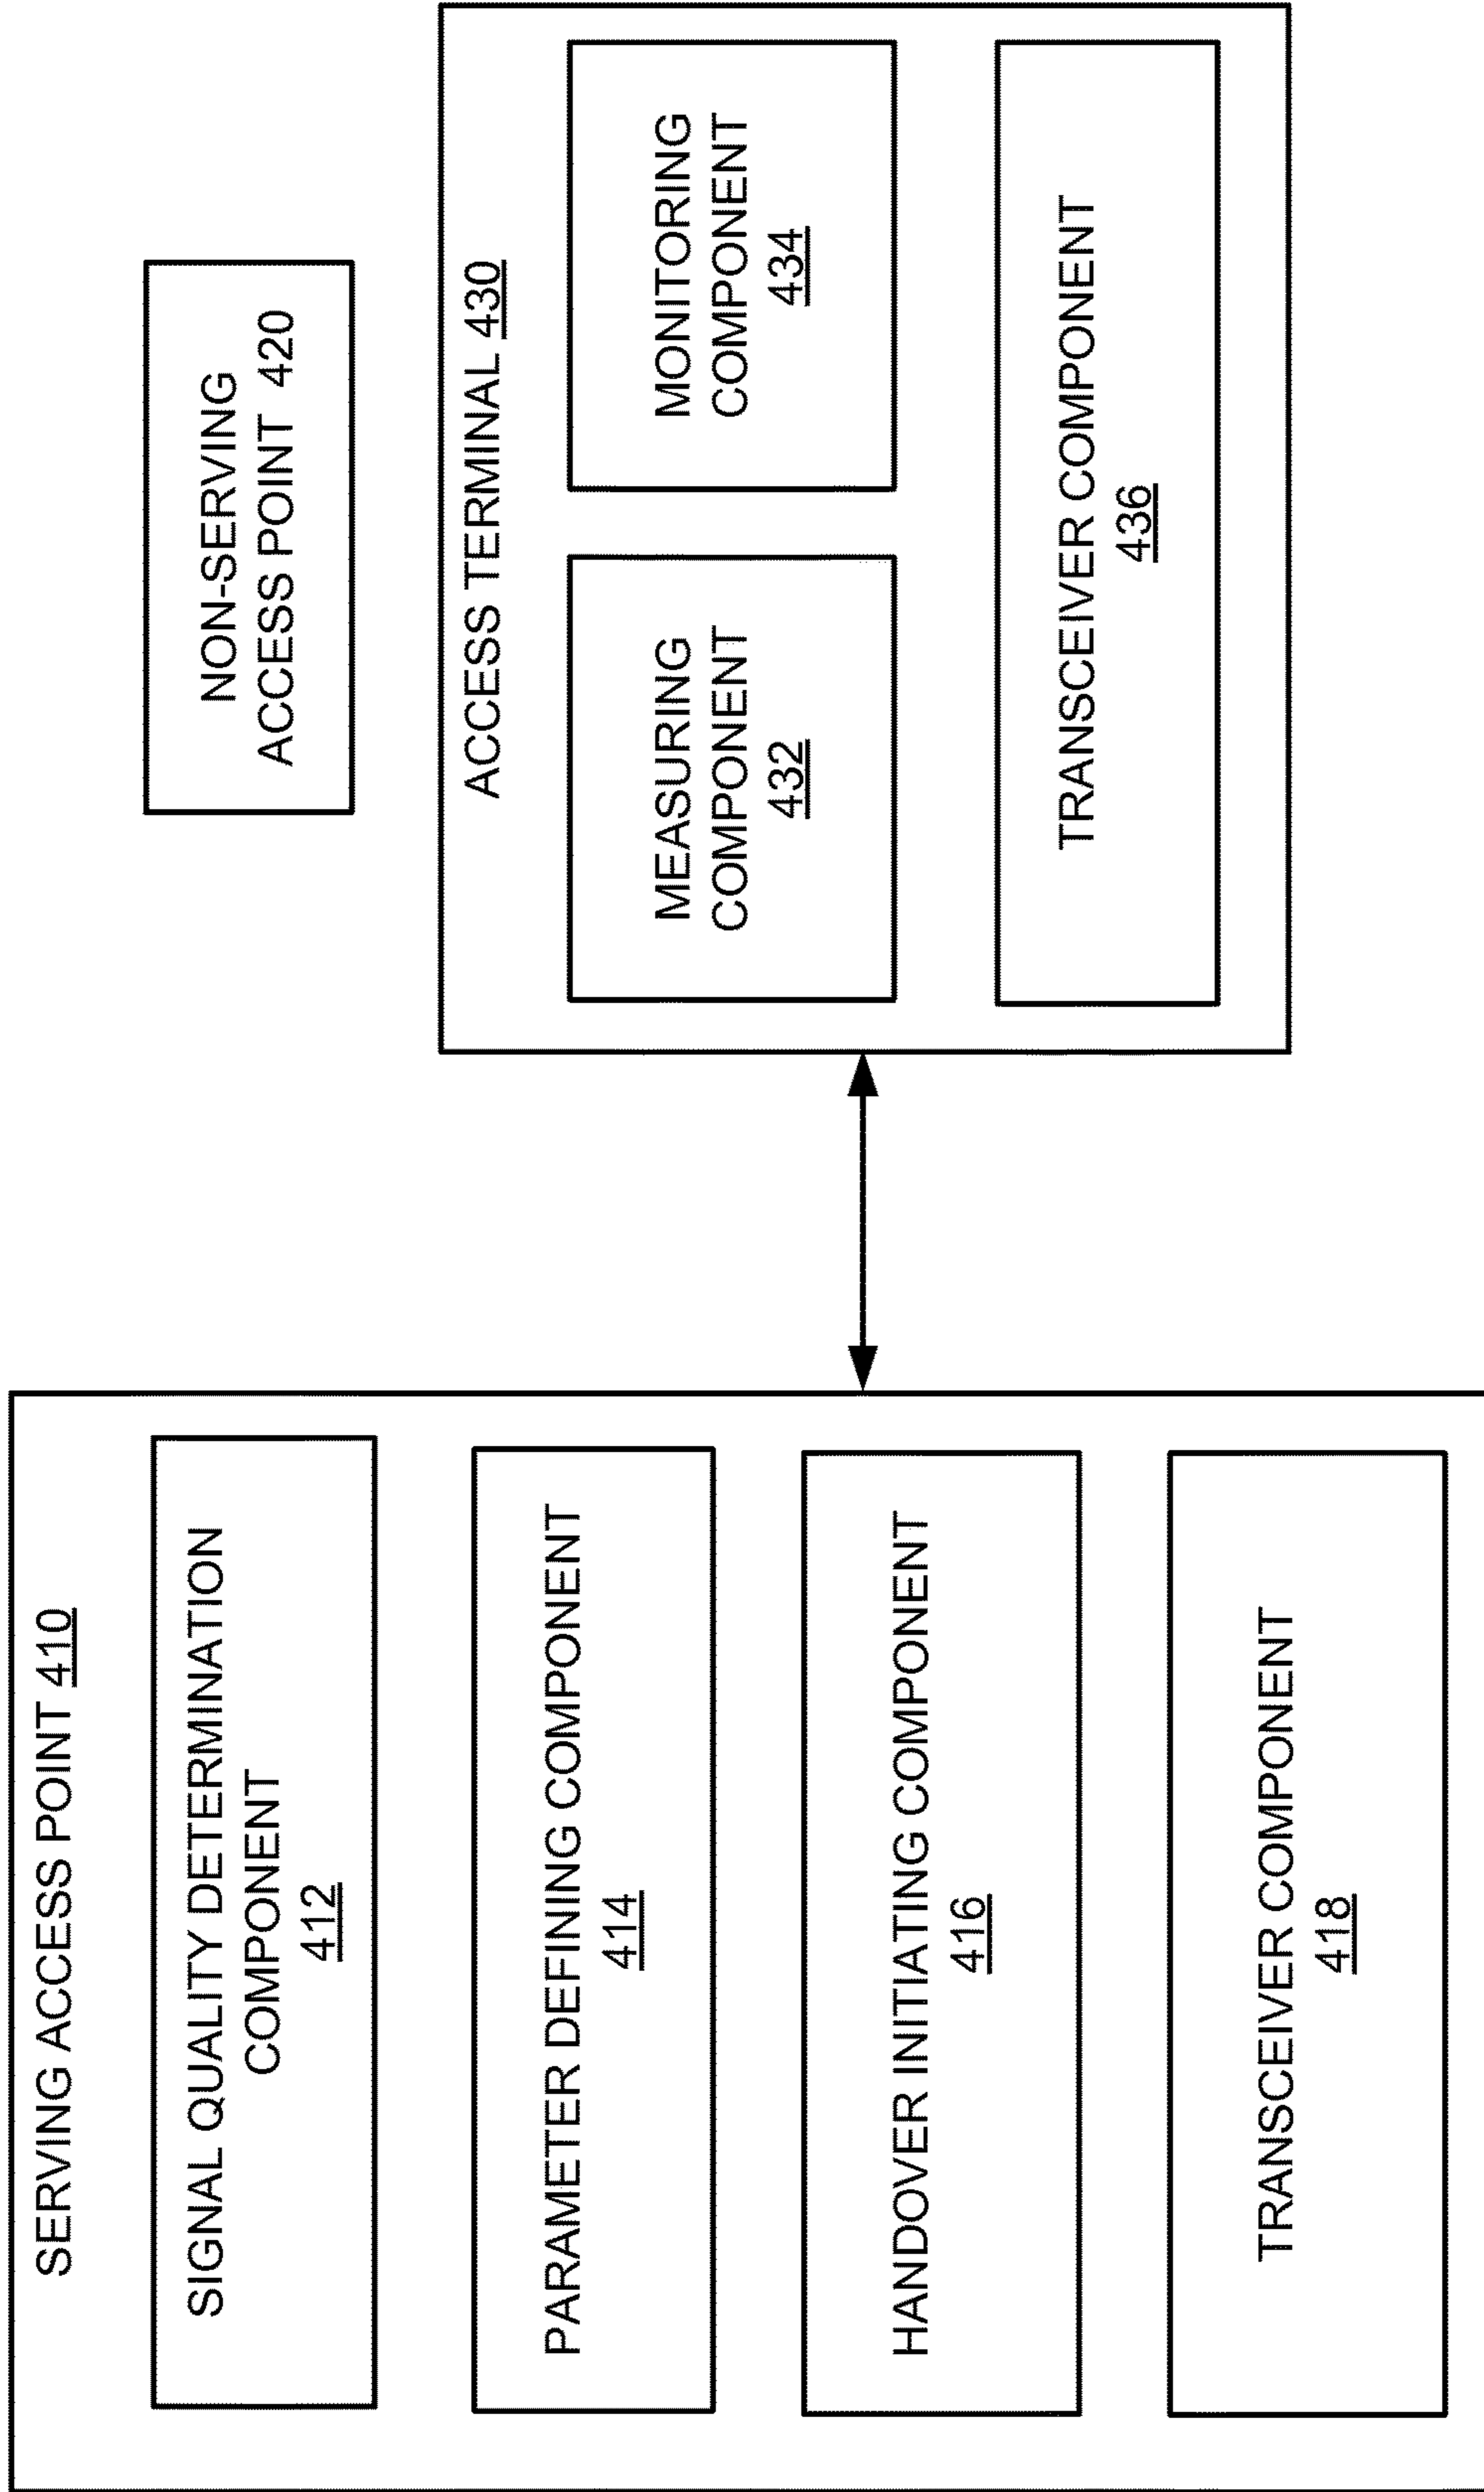 SERVING ACCESS POINT 410
SIGNAL QUALITY DETERMINATION
COMPONENT
412
PARAMETER DEFINING COMPONENT
414
HANDOVER INITIATING COMPONENT
416
TRANSCEIVER COMPONENT
418
NON-SERVING
ACCESS POINT 420
ACCESS TERMINAL 430
MEASURING
COMPONENT
432
MONITORING
COMPONENT
434
TRANSCEIVER COMPONENT
436